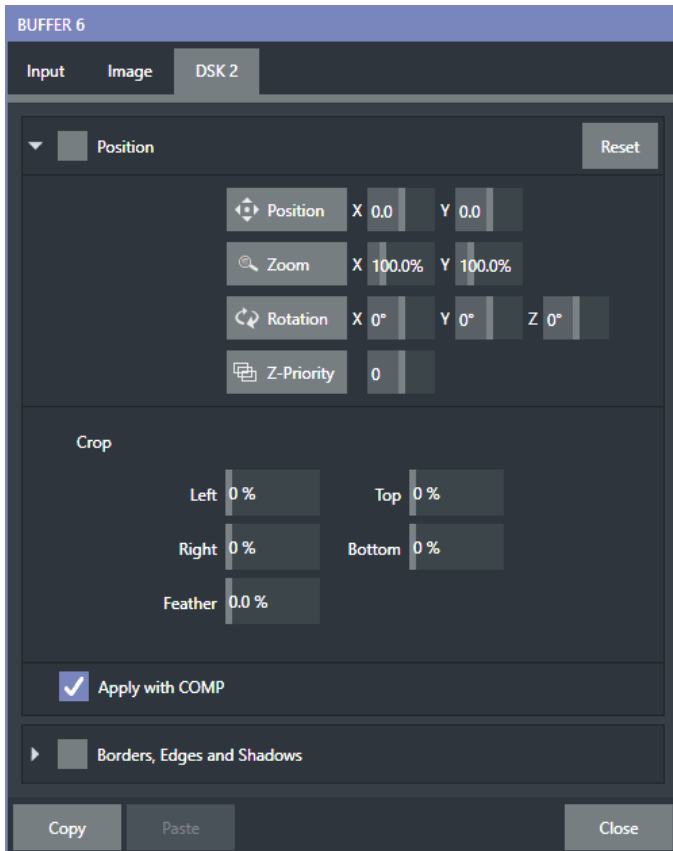 BUFFER 6
Input Image DSK 2
Position Reset
Position X 0.0 Y 0.0
Zoom X 100.0% Y 100.0%
Rotation X 0° Y 0° Z 0°
Z-Priority 0
Crop
Left 0 % Top 0 %
Right 0 % Bottom 0 %
Feather 0.0 %
Apply with COMP
Borders, Edges and Shadows
Copy Paste Close